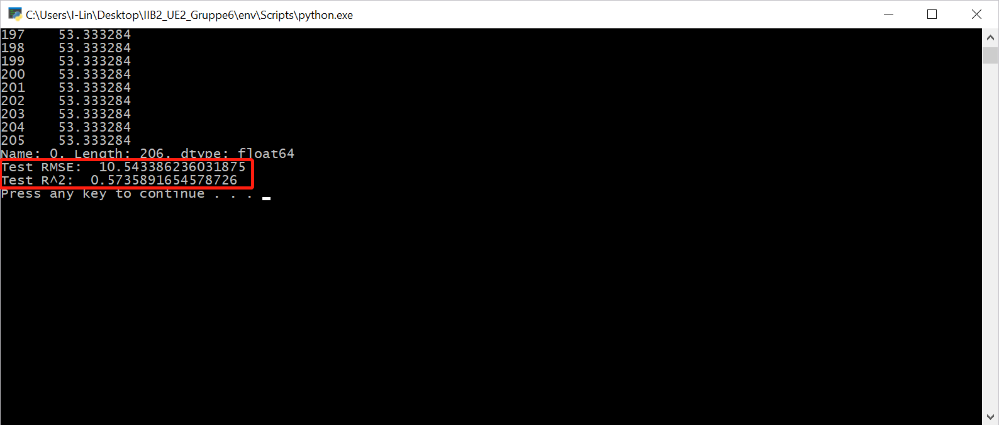 C:\Users\I-Lin\Desktop\IIB2_UE2_Gruppe6\env\Scripts\python.exe
197    53.333284
198    53.333284
199    53.333284
200    53.333284
201    53.333284
202    53.333284
203    53.333284
204    53.333284
205    53.333284
Name: 0, Length: 206, dtype: float64
Test RMSE:  10.543386236031875
Test R^2:  0.5735891654578726
Press any key to continue . . .